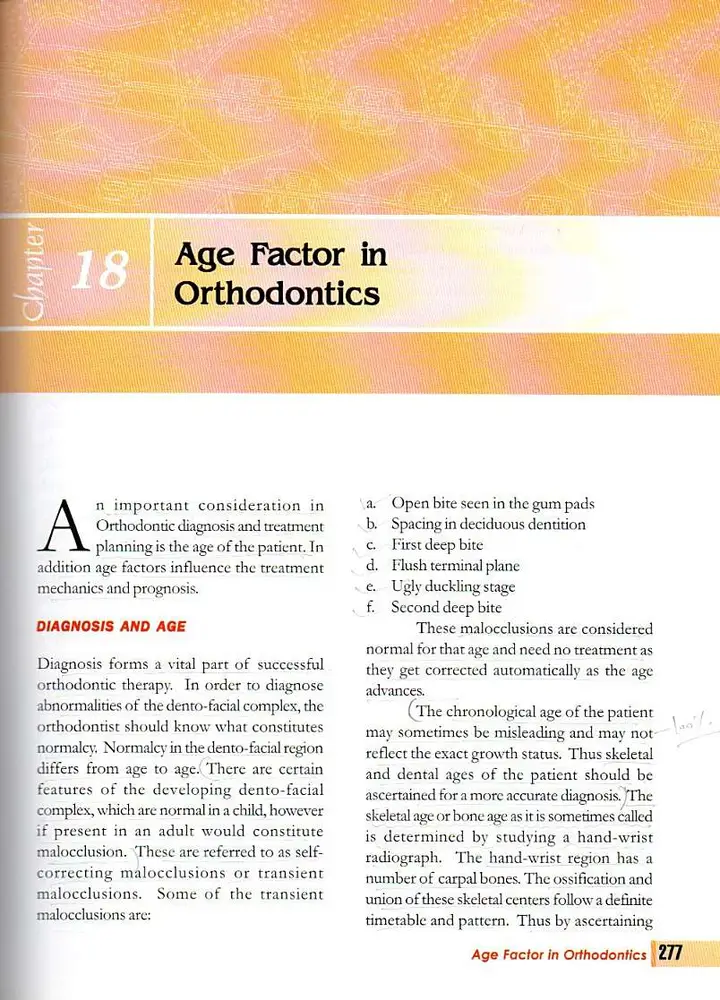 Chapter
18
Age Factor in
Orthodontics
An important consideration in
Orthodontic diagnosis and treatment
planning is the age of the patient. In
addition age factors influence the treatment
mechanics and prognosis.
DIAGNOSIS AND AGE
Diagnosis forms a vital part of successful
orthodontic therapy. In order to diagnose
abnormalities of the dento-facial complex, the
orthodontist should know what constitutes
normalcy. Normalcy in the dento-facial region
differs from age to age. There are certain
features of the developing dento-facial
complex, which are normal in a child, however
if present in an adult would constitute
malocclusion. These are referred to as self-
correcting malocclusions or transient
malocclusions. Some of the transient
malocclusions are:
a. Open bite seen in the gum pads
b. Spacing in deciduous dentition
c. First deep bite
d. Flush terminal plane
e. Ugly duckling stage
f. Second deep bite
These malocclusions are considered
normal for that age and need no treatment as
they get corrected automatically as the age
advances.
(The chronological age of the patient
may sometimes be misleading and may not
reflect the exact growth status. Thus skeletal
and dental ages of the patient should be
ascertained for a more accurate diagnosis.) The
skeletal age or bone age as it is sometimes called
is determined by studying a hand-wrist
radiograph. The hand-wrist region has a
number of carpal bones. The ossification and
union of these skeletal centers follow a definite
timetable and pattern. Thus by ascertaining
100%
Age Factor in Orthodontics 277